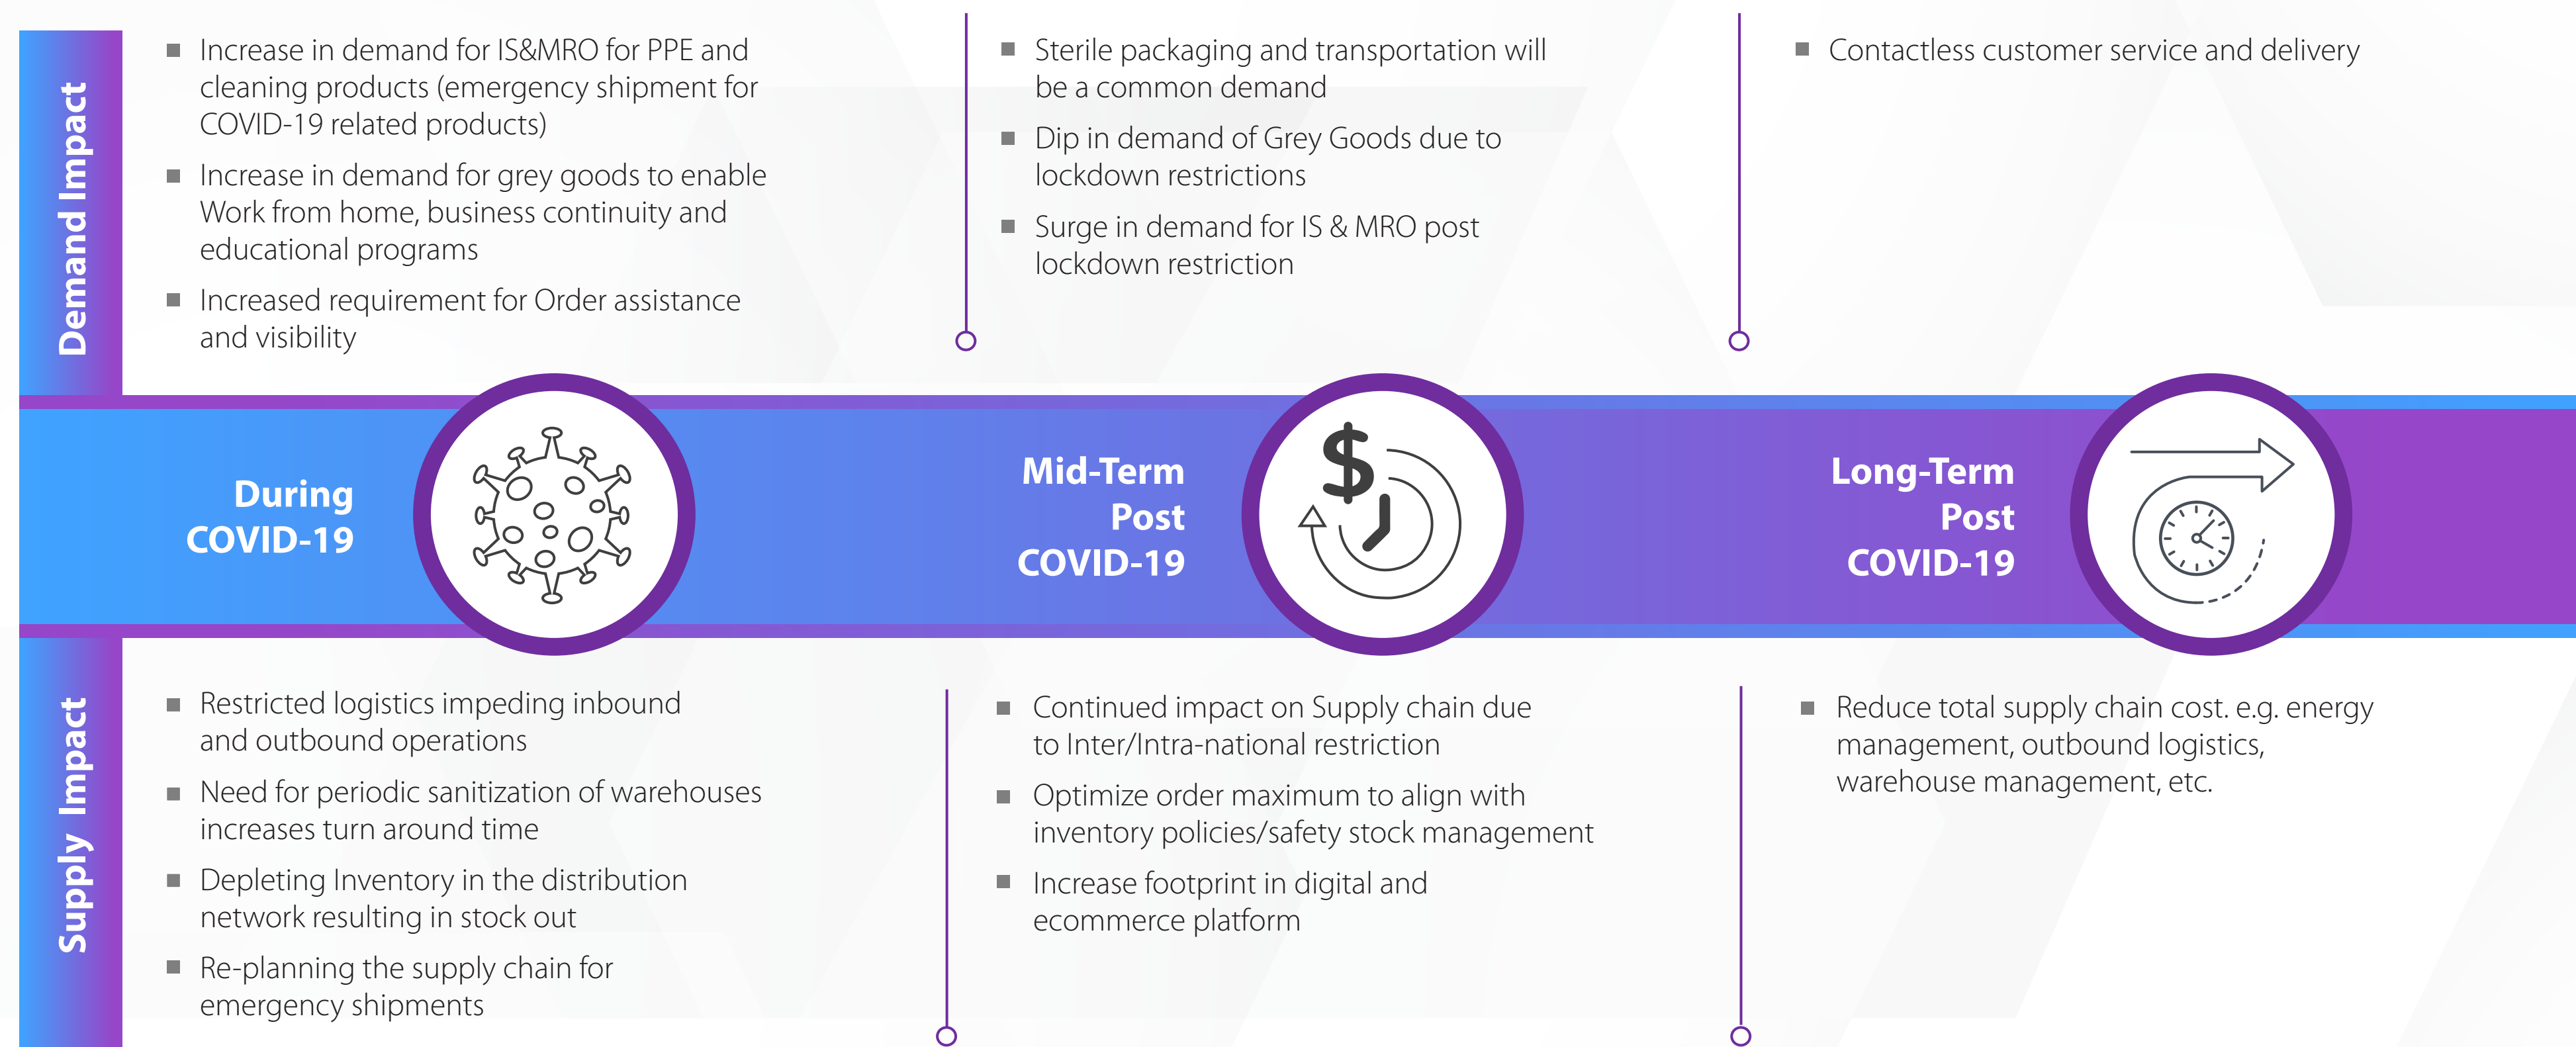 Demand Impact
Increase in demand for IS&MRO for PPE and
cleaning products (emergency shipment for
COVID-19 related products)
Increase in demand for grey goods to enable
Work from home, business continuity and
educational programs
Increased requirement for Order assistance
and visibility
Sterile packaging and transportation will
be a common demand
Dip in demand of Grey Goods due to
lockdown restrictions
Surge in demand for IS & MRO post
lockdown restriction
Contactless customer service and delivery
During
COVID-19
Mid-Term
Post
COVID-19
$
Long-Term
Post
COVID-19
Supply Impact
Restricted logistics impeding inbound
and outbound operations
Need for periodic sanitization of warehouses
increases turn around time
Depleting Inventory in the distribution
network resulting in stock out
Re-planning the supply chain for
emergency shipments
Continued impact on Supply chain due
to Inter/Intra-national restriction
Optimize order maximum to align with
inventory policies/safety stock management
Increase footprint in digital and
ecommerce platform
Reduce total supply chain cost. e.g. energy
management, outbound logistics,
warehouse management, etc.